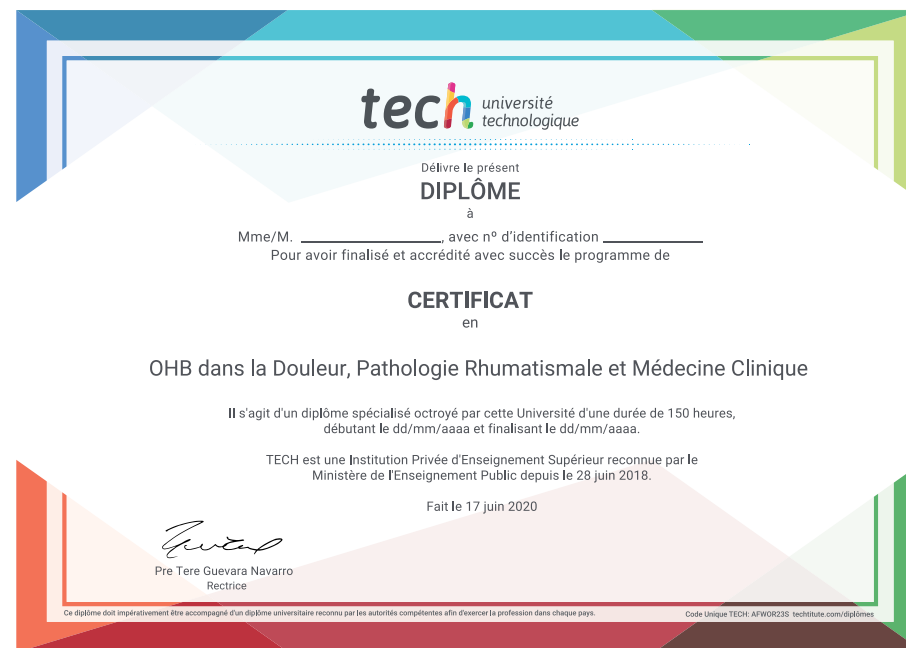 tech université
technologique
Délivre le présent
DIPLÔME
à
Mme/M. ____________________, avec nº d'identification ______________
Pour avoir finalisé et accrédité avec succès le programme de
CERTIFICAT
en
OHB dans la Douleur, Pathologie Rhumatismale et Médecine Clinique
Il s'agit d'un diplôme spécialisé octroyé par cette Université d'une durée de 150 heures,
débutant le dd/mm/aaaa et finalisant le dd/mm/aaaa.
TECH est une Institution Privée d'Enseignement Supérieur reconnue par le
Ministère de l'Enseignement Public depuis le 28 juin 2018.
Fait le 17 juin 2020
Pre Tere Guevara Navarro
Rectrice
Ce diplôme doit impérativement être accompagné d'un diplôme universitaire reconnu par les autorités compétentes afin d'exercer la profession dans chaque pays.
Code Unique TECH: AFWOR23S techtitute.com/diplômes